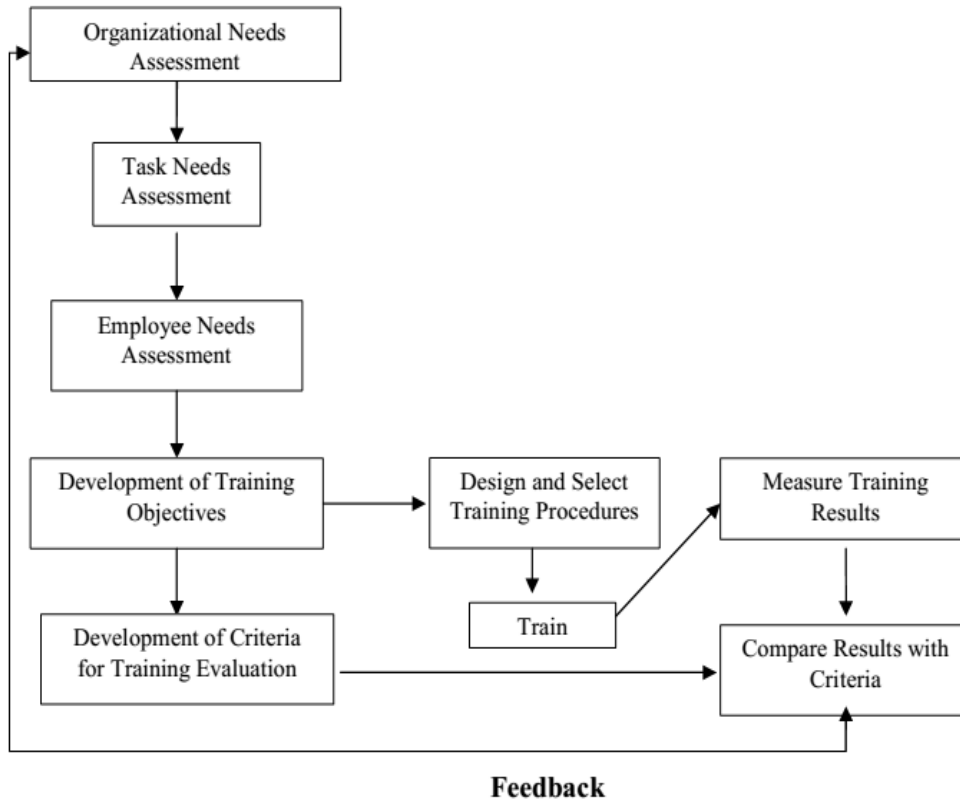 Organizational Needs
Assessment
Task Needs
Assessment
Employee Needs
Assessment
Development of Training
Objectives
Design and Select
Training Procedures
Measure Training
Results
Train
Development of Criteria
for Training Evaluation
Compare Results with
Criteria
Feedback